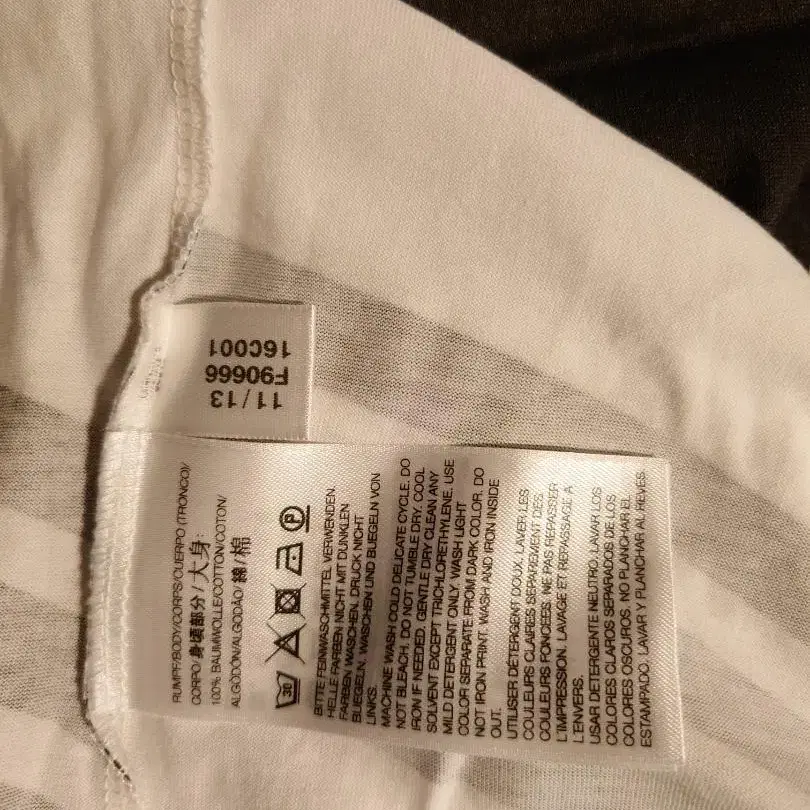 11/13
F90666
16C001
RUMPF/BODY/CORPS/CUERPO (TRONCO)/
CORPO/身頃部分/大身:
100% BAUMWOLLE/COTTON/COTON/
ALGODÓN/ALGODÃO/綿/棉
30
P
BITTE FEINWASCHMITTEL VERWENDEN.
HELLE FARBEN NICHT MIT DUNKLEN
FARBEN WASCHEN. DRUCK NICHT
BUEGELN. WASCHEN UND BUEGELN VON
LINKS.
MACHINE WASH COLD DELICATE CYCLE. DO
NOT BLEACH. DO NOT TUMBLE DRY. COOL
IRON IF NEEDED. GENTLE DRY CLEAN ANY
SOLVENT EXCEPT TRICHLORETHYLENE. USE
MILD DETERGENT ONLY. WASH LIGHT
COLOR SEPARATE FROM DARK COLOR. DO
NOT IRON PRINT. WASH AND IRON INSIDE
OUT.
UTILISER DÉTERGENT DOUX. LAVER LES
COULEURS CLAIRES SÉPAREMENT DES
COULEURS FONCÉES. NE PAS REPASSER
L'IMPRESSION. LAVAGE ET REPASSAGE À
L'ENVERS.
USAR DETERGENTE NEUTRO. LAVAR LOS
COLORES CLAROS SEPARADOS DE LOS
COLORES OSCUROS. NO PLANCHAR EL
ESTAMPADO. LAVAR Y PLANCHAR AL REVÉS.